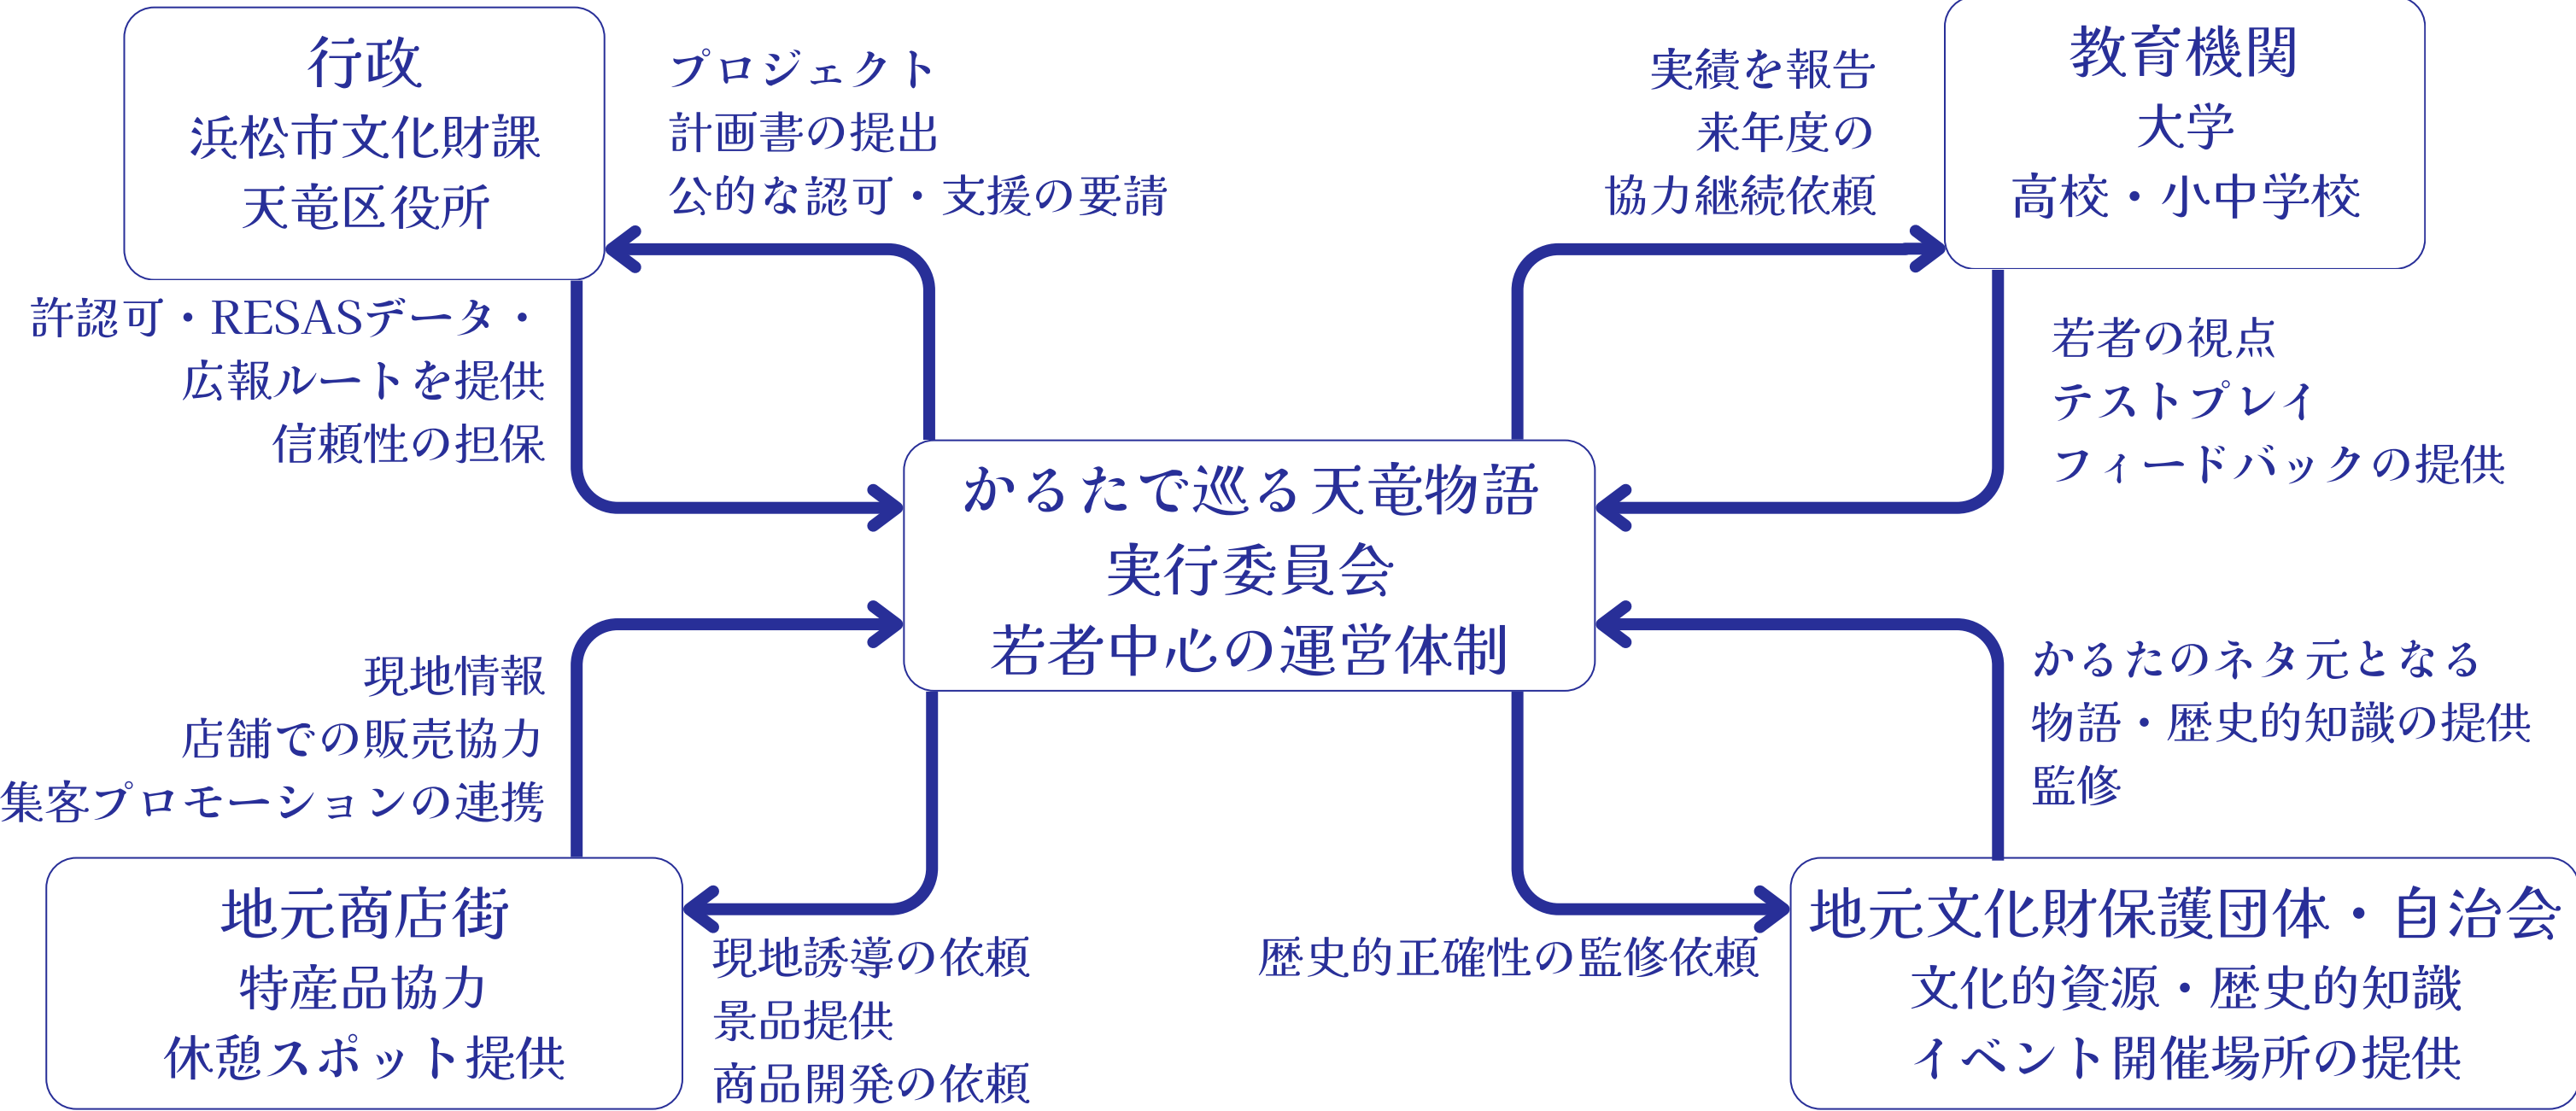 行政
浜松市文化財課
天竜区役所
プロジェクト
計画書の提出
公的な認可・支援の要請
実績を報告
来年度の
協力継続依頼
教育機関
大学
高校・小中学校
許認可・RESASデータ・
広報ルートを提供
信頼性の担保
若者の視点
テストプレイ
フィードバックの提供
かるたで巡る天竜物語
実行委員会
若者中心の運営体制
現地情報
店舗での販売協力
集客プロモーションの連携
かるたのネタ元となる
物語・歴史的知識の提供
監修
地元商店街
特産品協力
休憩スポット提供
現地誘導の依頼
景品提供
商品開発の依頼
歴史的正確性の監修依頼
地元文化財保護団体・自治会
文化的資源・歴史的知識
イベント開催場所の提供